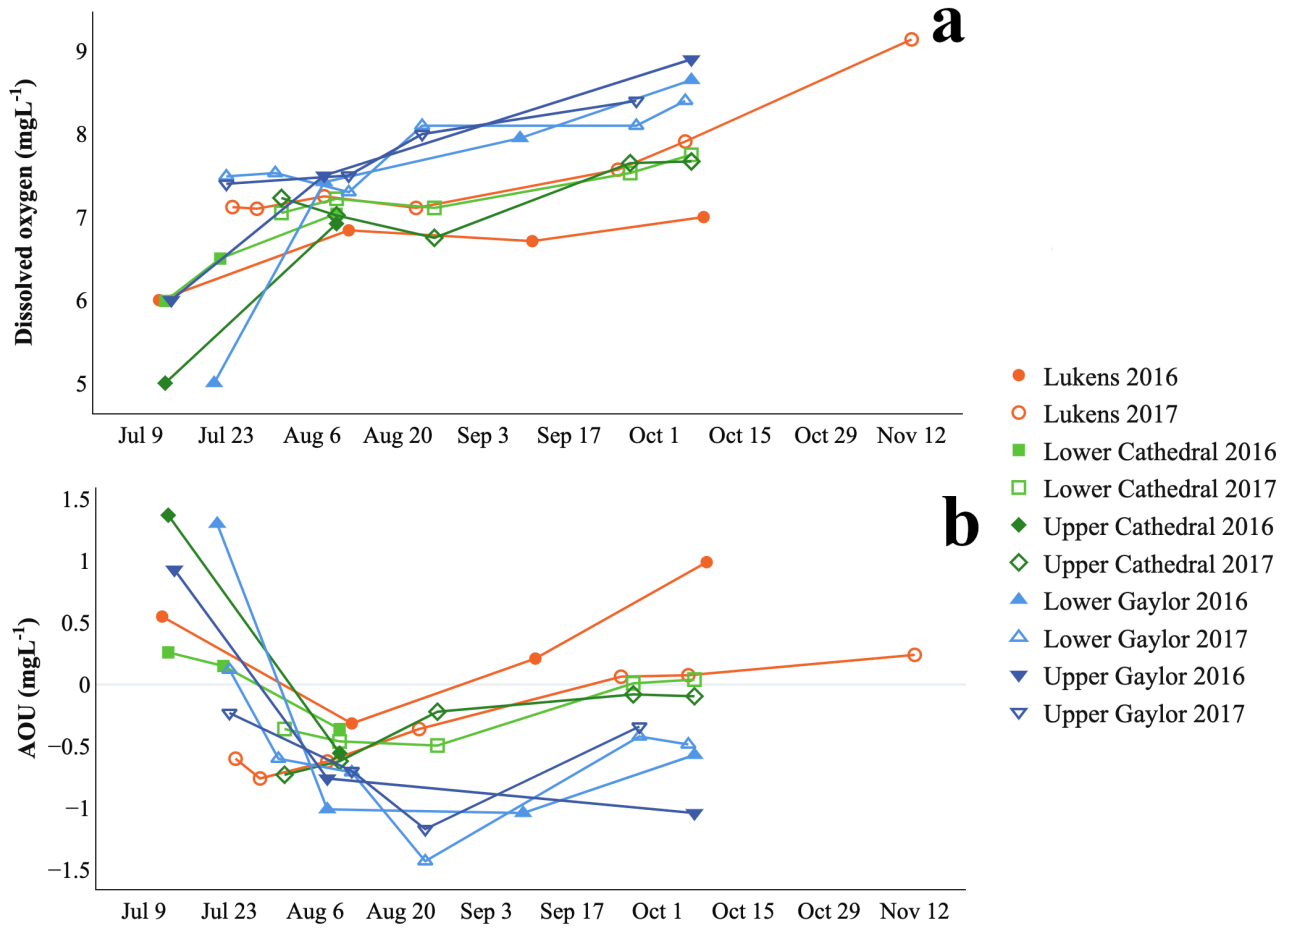 a
Dissolved oxygen (mgL-1)
9
8
7
6
5
Jul 9 Jul 23 Aug 6 Aug 20 Sep 3 Sep 17 Oct 1 Oct 15 Oct 29 Nov 12
b
AOU (mgL-1)
1.5
1
0.5
0
−0.5
−1
−1.5
Jul 9 Jul 23 Aug 6 Aug 20 Sep 3 Sep 17 Oct 1 Oct 15 Oct 29 Nov 12
Lukens 2016
Lukens 2017
Lower Cathedral 2016
Lower Cathedral 2017
Upper Cathedral 2016
Upper Cathedral 2017
Lower Gaylor 2016
Lower Gaylor 2017
Upper Gaylor 2016
Upper Gaylor 2017